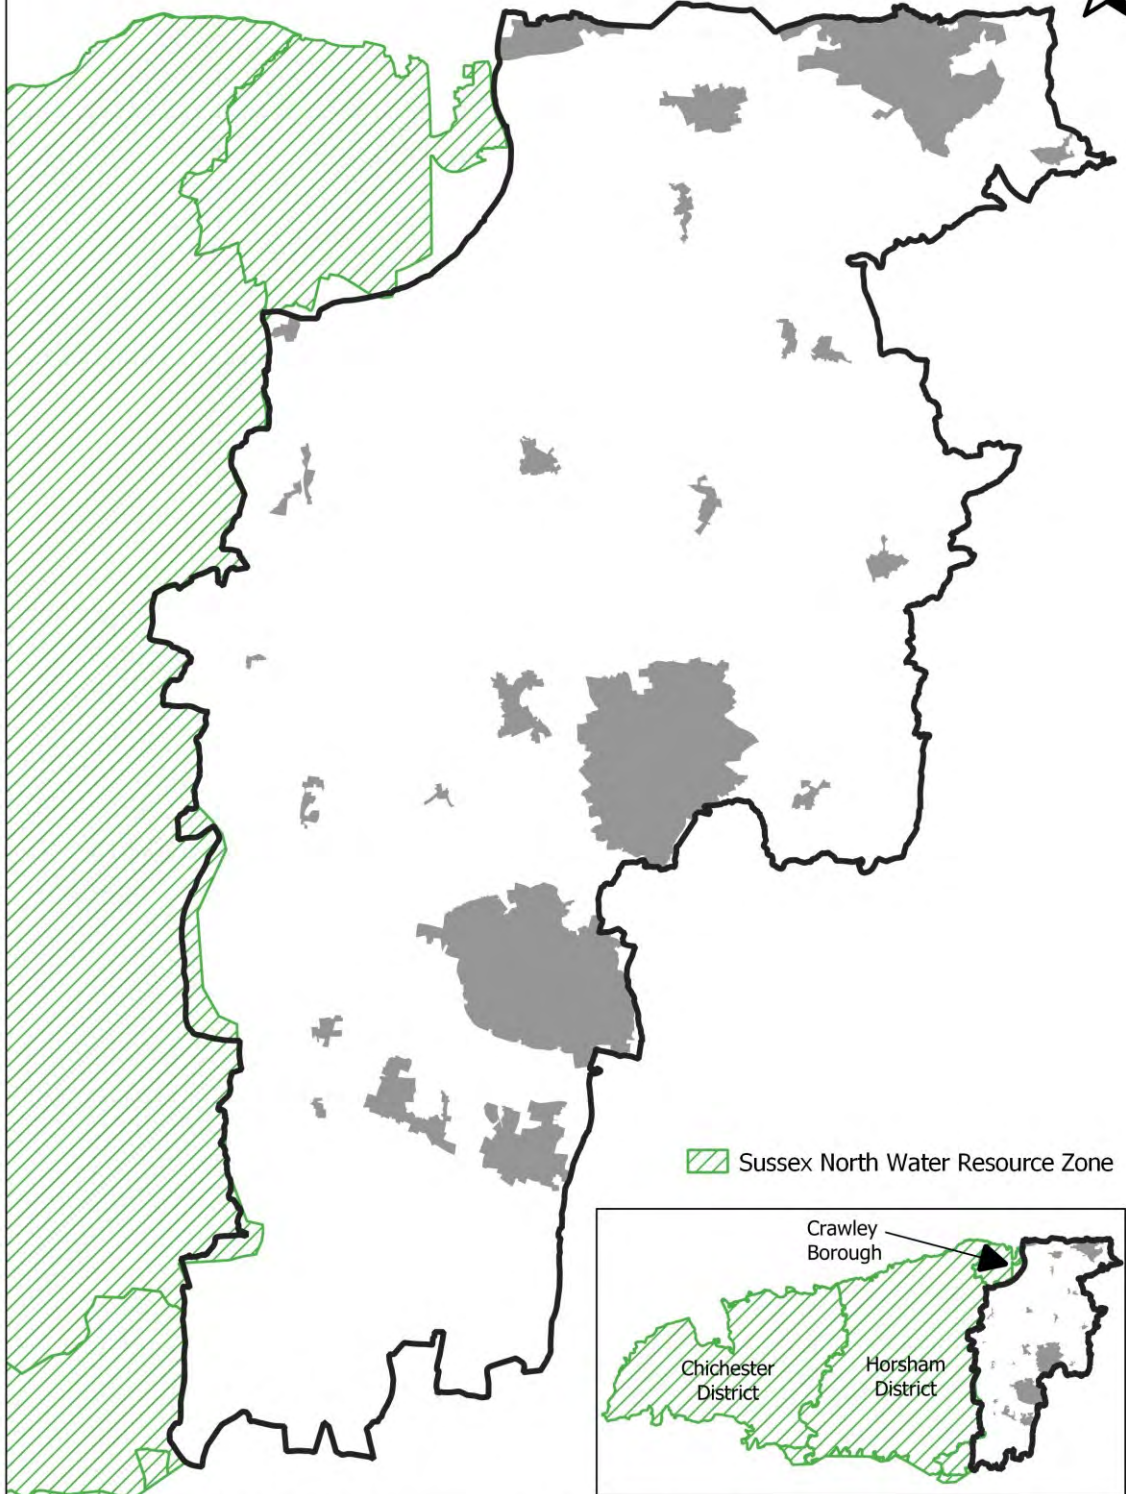 Sussex North Water Resource Zone
Crawley
Borough
Chichester
District
Horsham
District